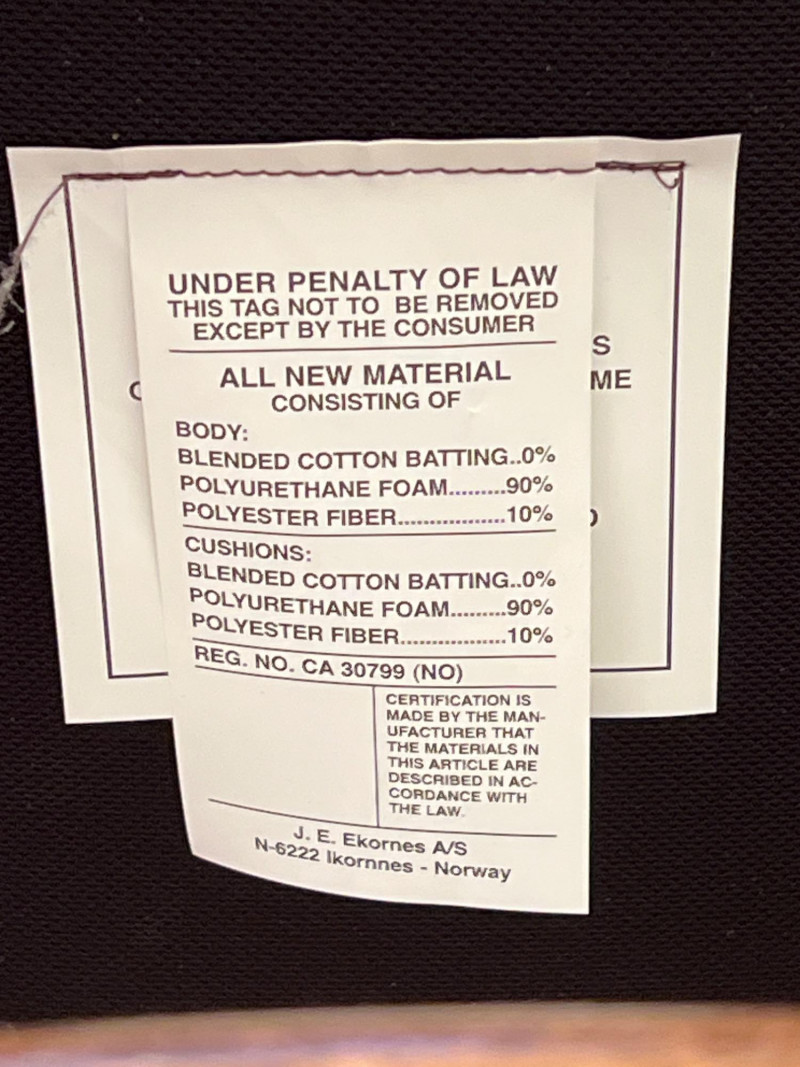 UNDER PENALTY OF LAW
THIS TAG NOT TO BE REMOVED
EXCEPT BY THE CONSUMER
ALL NEW MATERIAL
CONSISTING OF
BODY:
BLENDED COTTON BATTING..0%
POLYURETHANE FOAM.........90%
POLYESTER FIBER..................10%
CUSHIONS:
BLENDED COTTON BATTING..0%
POLYURETHANE FOAM.........90%
POLYESTER FIBER..................10%
REG. NO. CA 30799 (NO)
CERTIFICATION IS
MADE BY THE MAN-
UFACTURER THAT
THE MATERIALS IN
THIS ARTICLE ARE
DESCRIBED IN AC-
CORDANCE WITH
THE LAW.
J. E. Ekornes A/S
N-6222 Ikornnes - Norway
S
ME